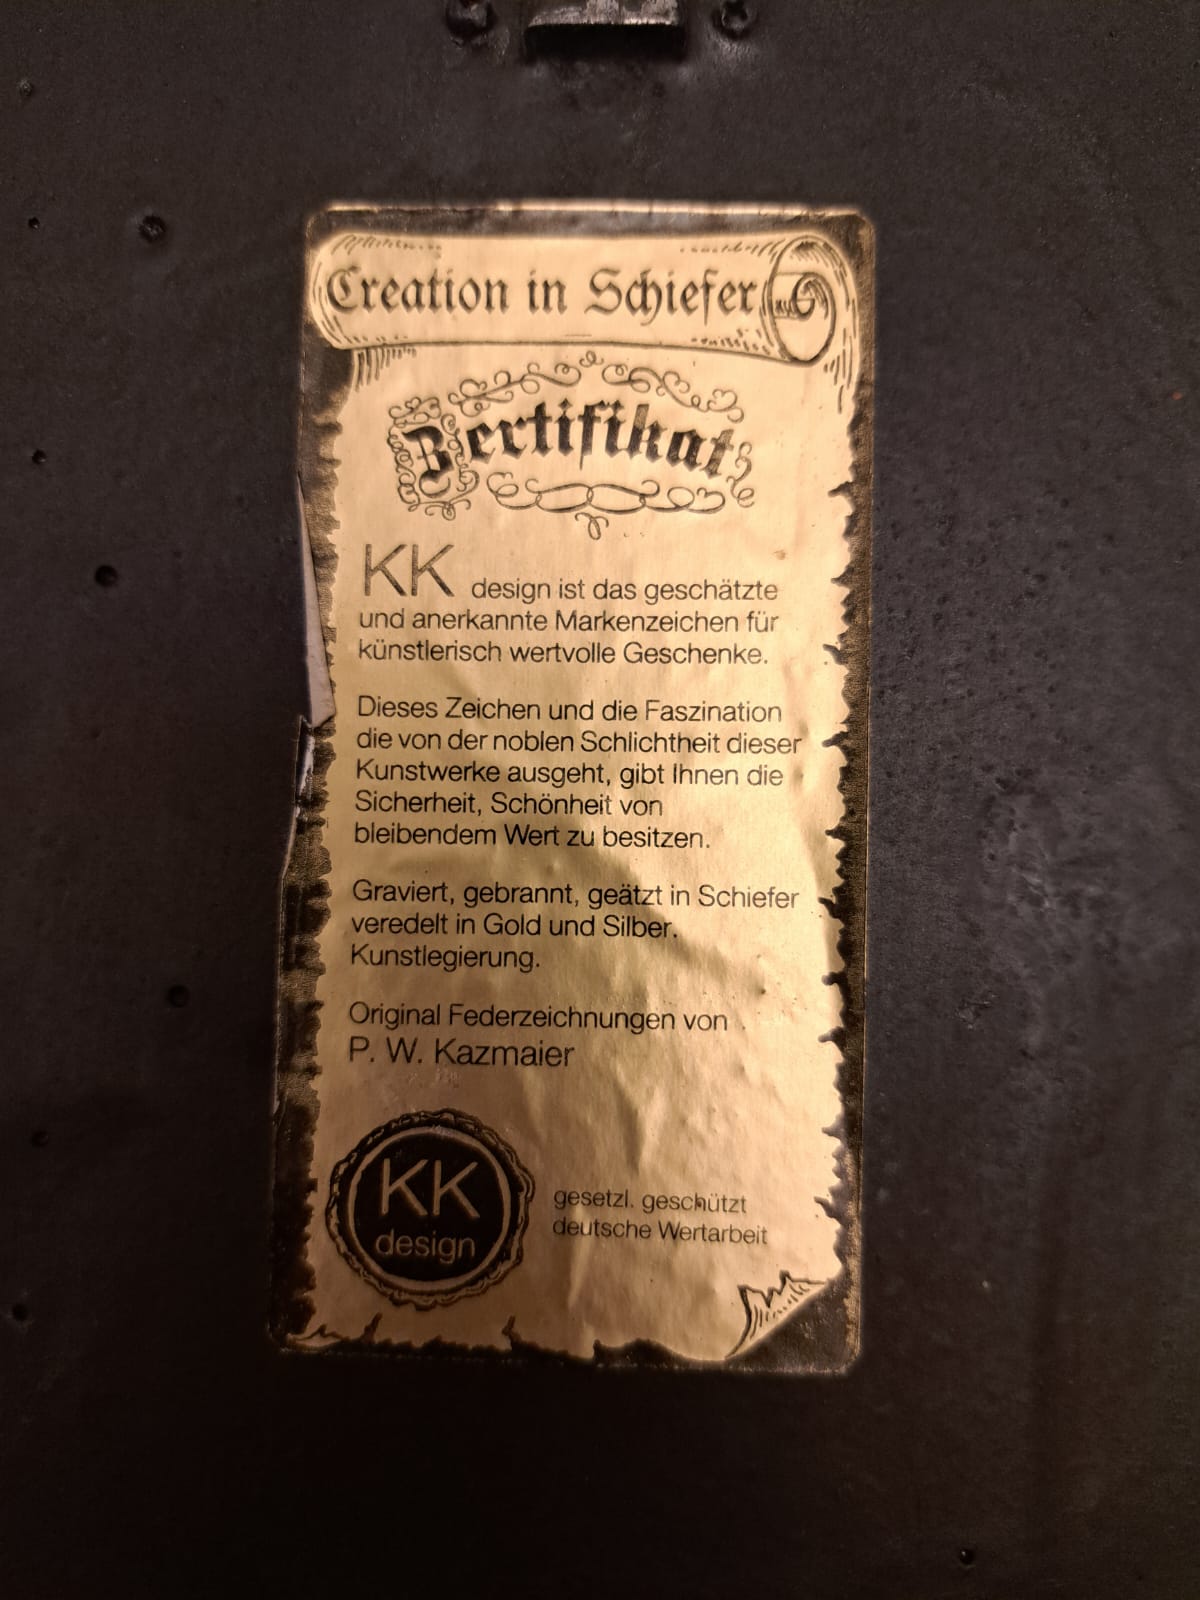 Creation in Schiefer
Zertifikat
KK design ist das geschätzte
und anerkannte Markenzeichen für
künstlerisch wertvolle Geschenke.
Dieses Zeichen und die Faszination
die von der noblen Schlichtheit dieser
Kunstwerke ausgeht, gibt Ihnen die
Sicherheit, Schönheit von
bleibendem Wert zu besitzen.
Graviert, gebrannt, geätzt in Schiefer
veredelt in Gold und Silber.
Kunstlegierung.
Original Federzeichnungen von
P. W. Kazmaier
KK
design
gesetzl. geschützt
deutsche Wertarbeit